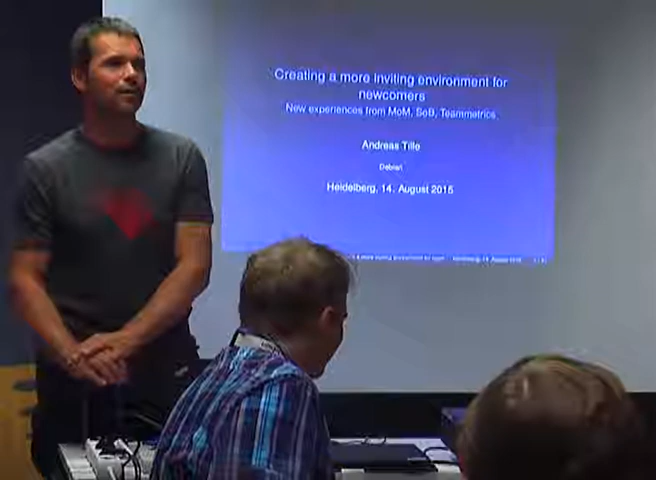 Creating a more inviting environment for
newcomers
New experiences from MoM, SoB, Teammetrics
Andreas Tille
Debian
Heidelberg, 14. August 2015